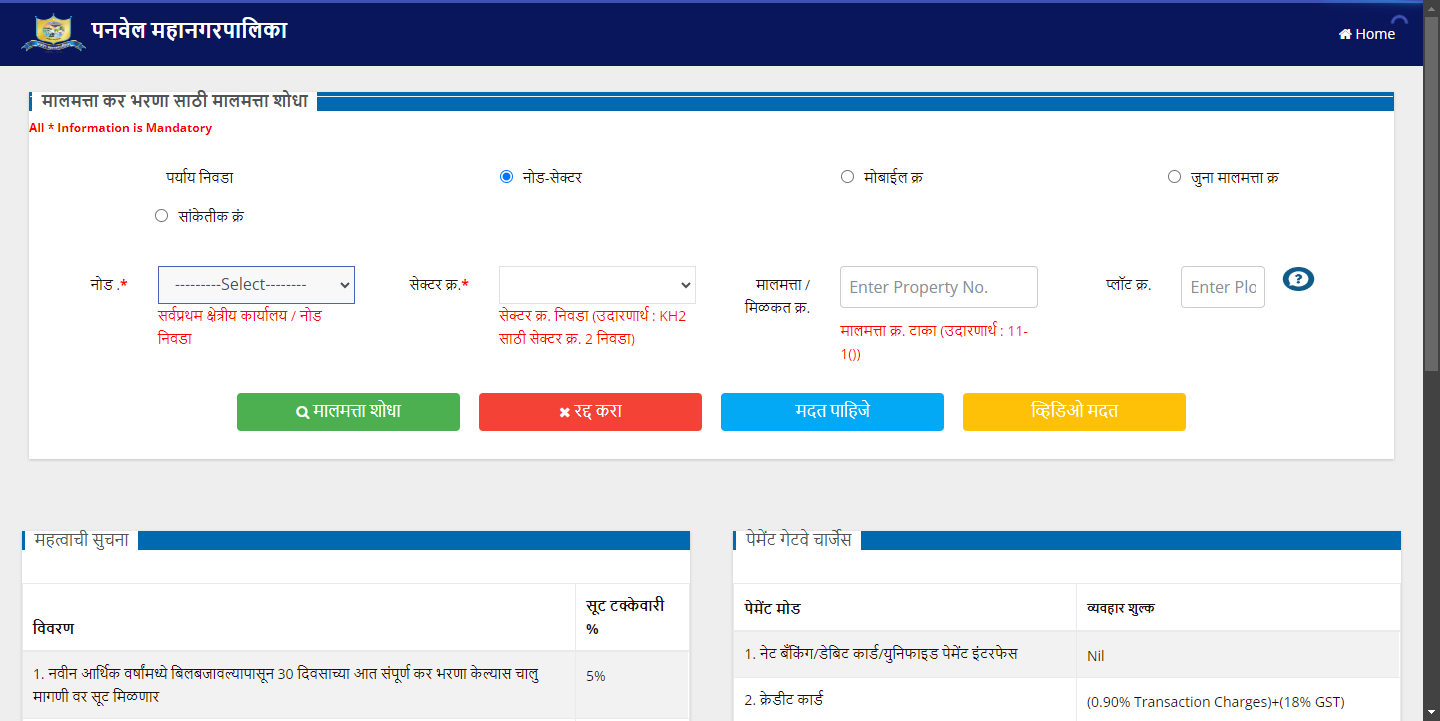 पनवेल महानगरपालिका
Home
मालमत्ता कर भरणा साठी मालमत्ता शोधा
All * Information is Mandatory
पर्याय निवडा
नोड-सेक्टर
मोबाईल क्र
जुना मालमत्ता क्र
सांकेतीक क्रं
नोड .*
---------Select--------
सर्वप्रथम क्षेत्रीय कार्यालय / नोड
निवडा
सेक्टर क्र.*
सेक्टर क्र. निवडा (उदारणार्थ : KH2
साठी सेक्टर क्र. 2 निवडा)
मालमत्ता /
मिळकत क्र.
Enter Property No.
मालमत्ता क्र. टाका (उदारणार्थ : 11-
1())
प्लॉट क्र.
Enter Plo
मालमत्ता शोधा
रद्द करा
मदत पाहिजे
व्हिडिओ मदत
महत्वाची सुचना
विवरण
सूट टक्केवारी
%
1. नवीन आर्थिक वर्षामध्ये बिलबजावल्यापासून 30 दिवसाच्या आत संपूर्ण कर भरणा केल्यास चालु
मागणी वर सूट मिळणार
5%
पेमेंट गेटवे चार्जेस
पेमेंट मोड
व्यवहार शुल्क
1. नेट बँकिंग/डेबिट कार्ड/युनिफाइड पेमेंट इंटरफेस
Nil
2. क्रेडीट कार्ड
(0.90% Transaction Charges)+(18% GST)